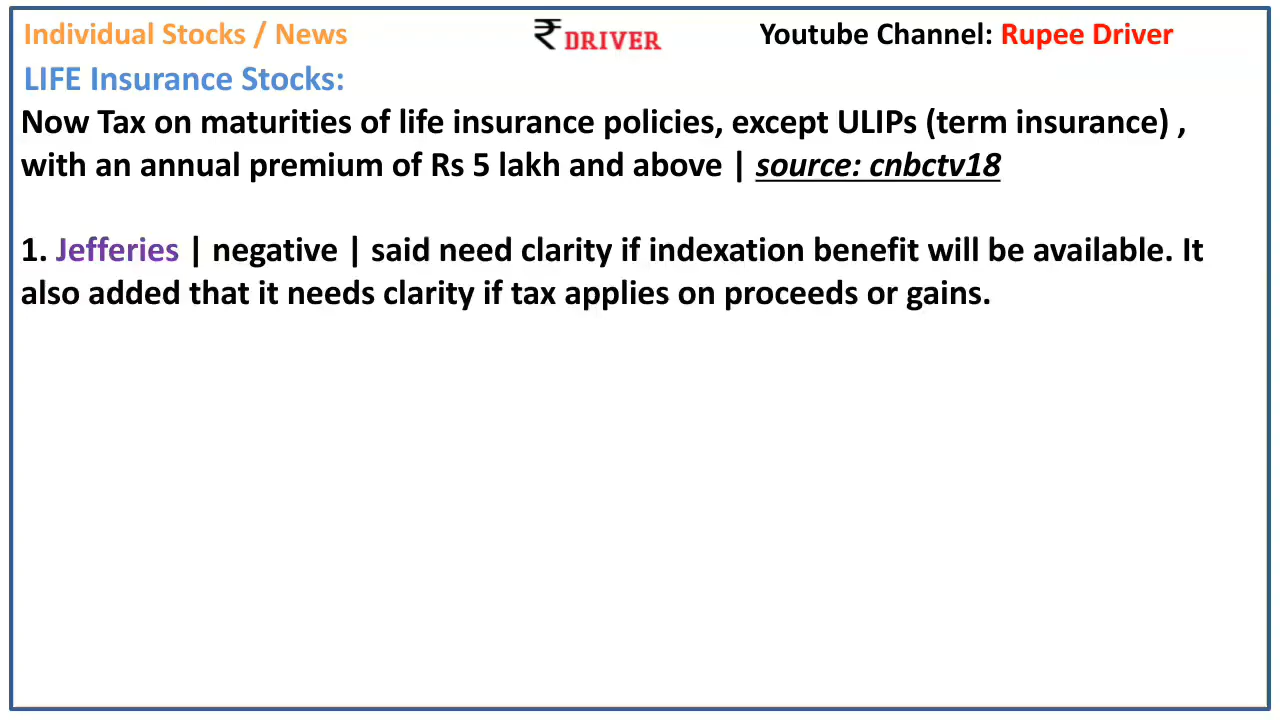 Individual Stocks / News
₹ DRIVER
Youtube Channel: Rupee Driver
LIFE Insurance Stocks:
Now Tax on maturities of life insurance policies, except ULIPs (term insurance) ,
with an annual premium of Rs 5 lakh and above | source: cnbctv18
1. Jefferies | negative | said need clarity if indexation benefit will be available. It
also added that it needs clarity if tax applies on proceeds or gains.